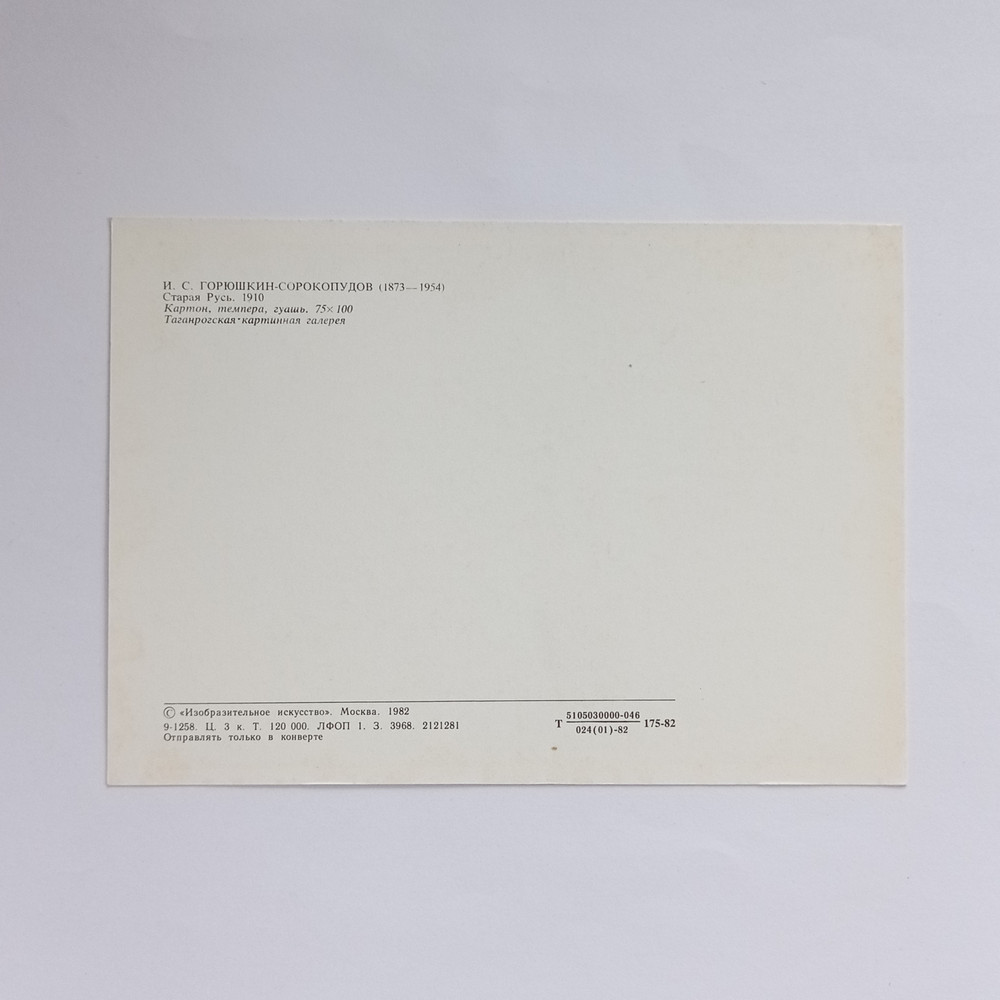 И. С. ГОРЮШКИН-СОРОКОПУДОВ (1873—1954)
Старая Русь. 1910
Картон, темпера, гуашь. 75×100
Таганрогская картинная галерея
© «Изобразительное искусство». Москва. 1982
9-1258. Ц. 3 к. Т. 120 000. ЛФОП 1. З. 3968. 2121281
Отправлять только в конверте
Т 5105030000-046
024(01)-82 175-82